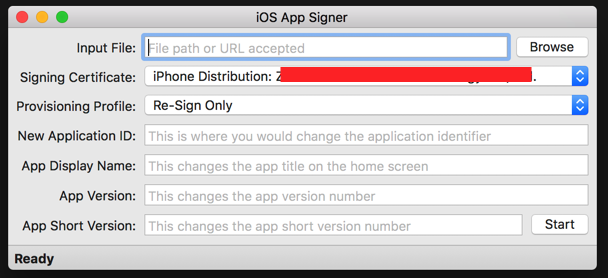 iOS App Signer
Input File: File path or URL accepted Browse
Signing Certificate: iPhone Distribution:
Provisioning Profile: Re-Sign Only
New Application ID: This is where you would change the application identifier
App Display Name: This changes the app title on the home screen
App Version: This changes the app version number
App Short Version: This changes the app short version number Start
Ready